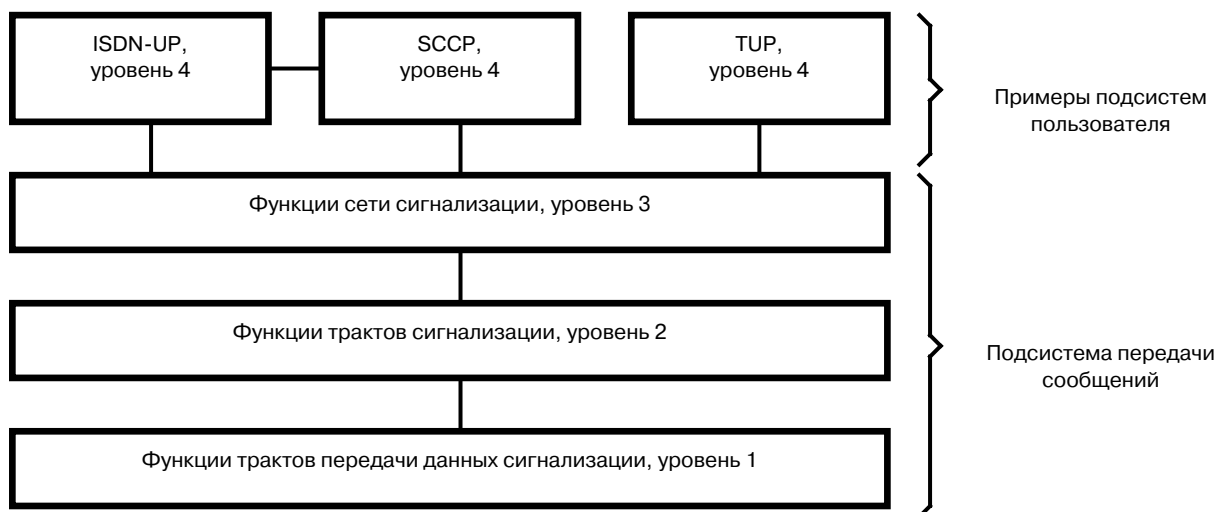 ISDN-UP,
уровень 4
SCCP,
уровень 4
TUP,
уровень 4
Примеры подсистем
пользователя
Функции сети сигнализации, уровень 3
Функции трактов сигнализации, уровень 2
Подсистема передачи
сообщений
Функции трактов передачи данных сигнализации, уровень 1